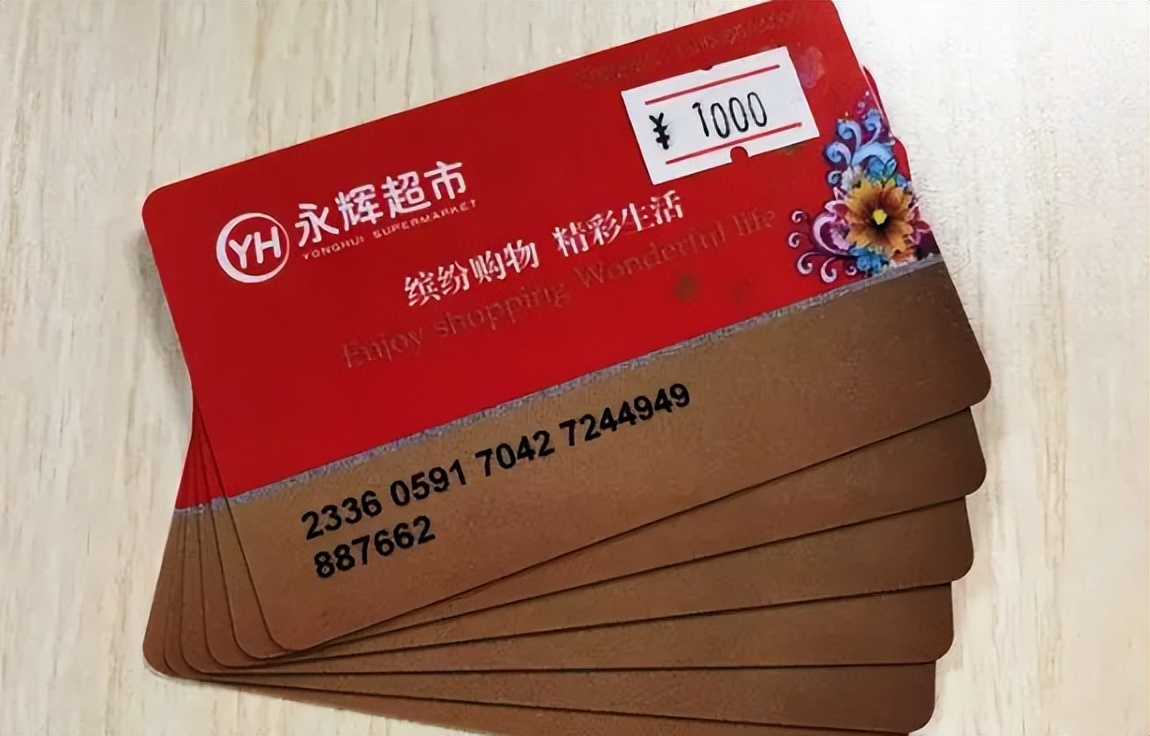 ¥ 1000
YH 永辉超市
YONGHUI SUPERMARKET
缤纷购物 精彩生活
Enjoy shopping Wonderful life
2336 0591 7042 7244949
887662